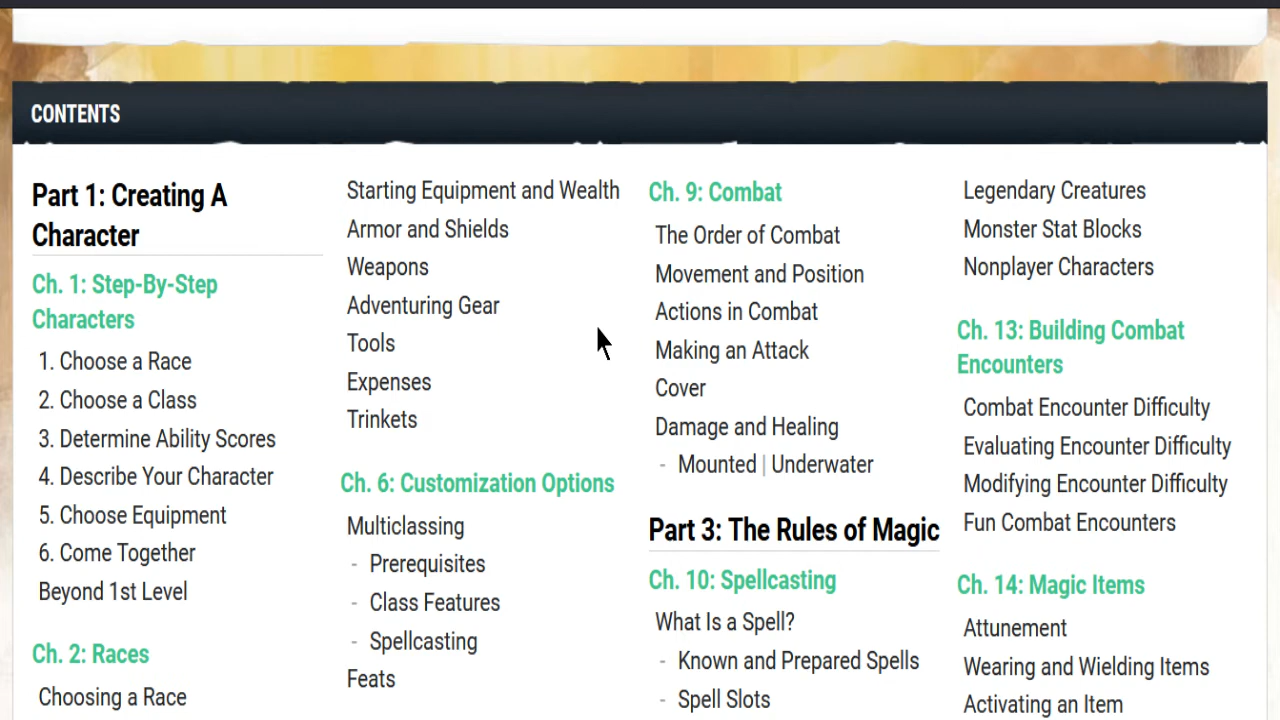 CONTENTS
Part 1: Creating A
Character
Ch. 1: Step-By-Step
Characters
1. Choose a Race
2. Choose a Class
3. Determine Ability Scores
4. Describe Your Character
5. Choose Equipment
6. Come Together
Beyond 1st Level
Ch. 2: Races
Choosing a Race
Starting Equipment and Wealth
Armor and Shields
Weapons
Adventuring Gear
Tools
Expenses
Trinkets
Ch. 6: Customization Options
Multiclassing
- Prerequisites
- Class Features
- Spellcasting
Feats
Ch. 9: Combat
The Order of Combat
Movement and Position
Actions in Combat
Making an Attack
Cover
Damage and Healing
- Mounted | Underwater
Part 3: The Rules of Magic
Ch. 10: Spellcasting
What Is a Spell?
- Known and Prepared Spells
- Spell Slots
Legendary Creatures
Monster Stat Blocks
Nonplayer Characters
Ch. 13: Building Combat
Encounters
Combat Encounter Difficulty
Evaluating Encounter Difficulty
Modifying Encounter Difficulty
Fun Combat Encounters
Ch. 14: Magic Items
Attunement
Wearing and Wielding Items
Activating an Item